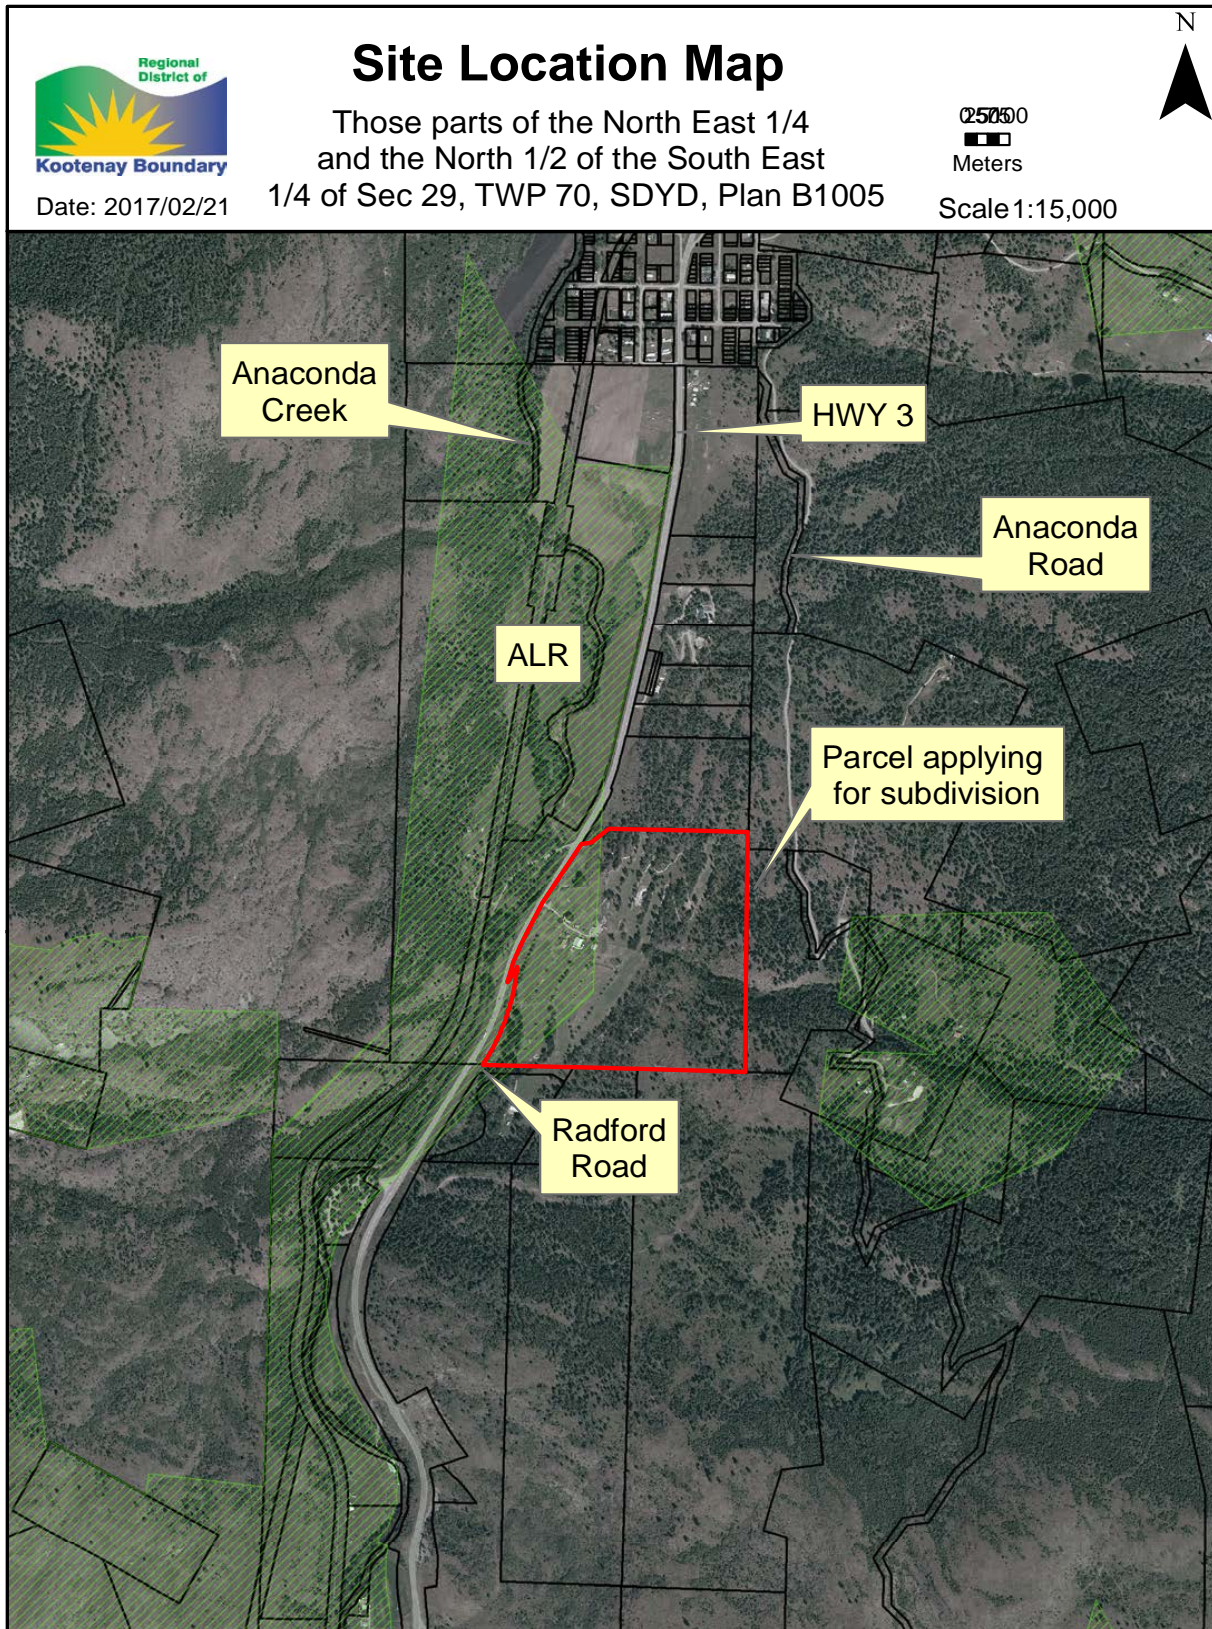 N
Regional
District of
Kootenay Boundary
Date: 2017/02/21
Site Location Map
Those parts of the North East 1/4
and the North 1/2 of the South East
1/4 of Sec 29, TWP 70, SDYD, Plan B1005
Meters
Scale 1:15,000
Anaconda
Creek
HWY 3
Anaconda
Road
ALR
Parcel applying
for subdivision
Radford
Road